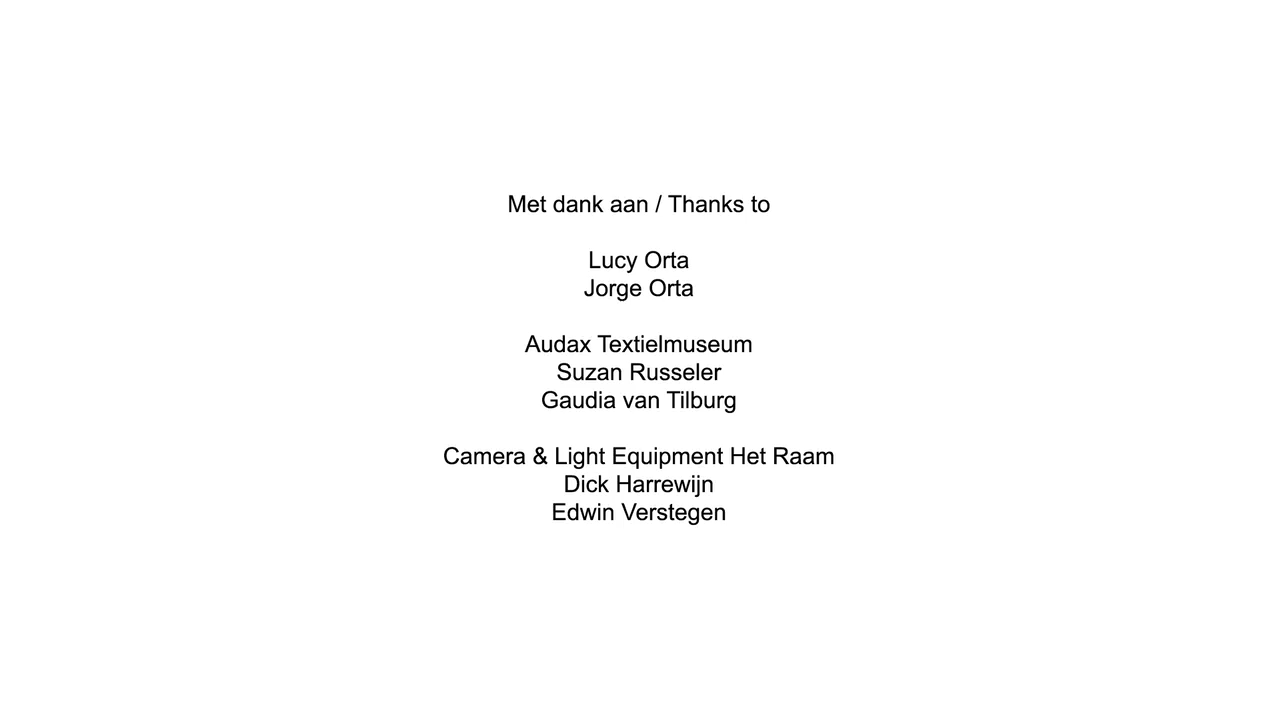 Met dank aan / Thanks to
Lucy Orta
Jorge Orta
Audax Textielmuseum
Suzan Russeler
Gaudia van Tilburg
Camera & Light Equipment Het Raam
Dick Harrewijn
Edwin Verstegen